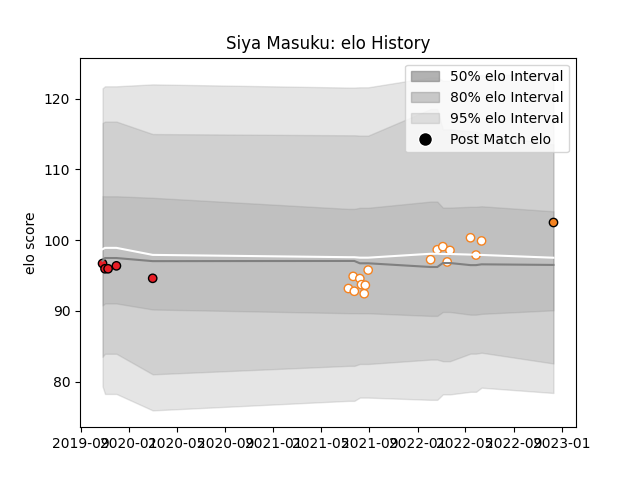 Siya Masuku: elo History
50% elo Interval
80% elo Interval
95% elo Interval
Post Match elo
elo score
120
110
100
90
80
2019-09 2020-01 2020-05 2020-09 2021-01 2021-05 2021-09 2022-01 2022-05 2022-09 2023-01